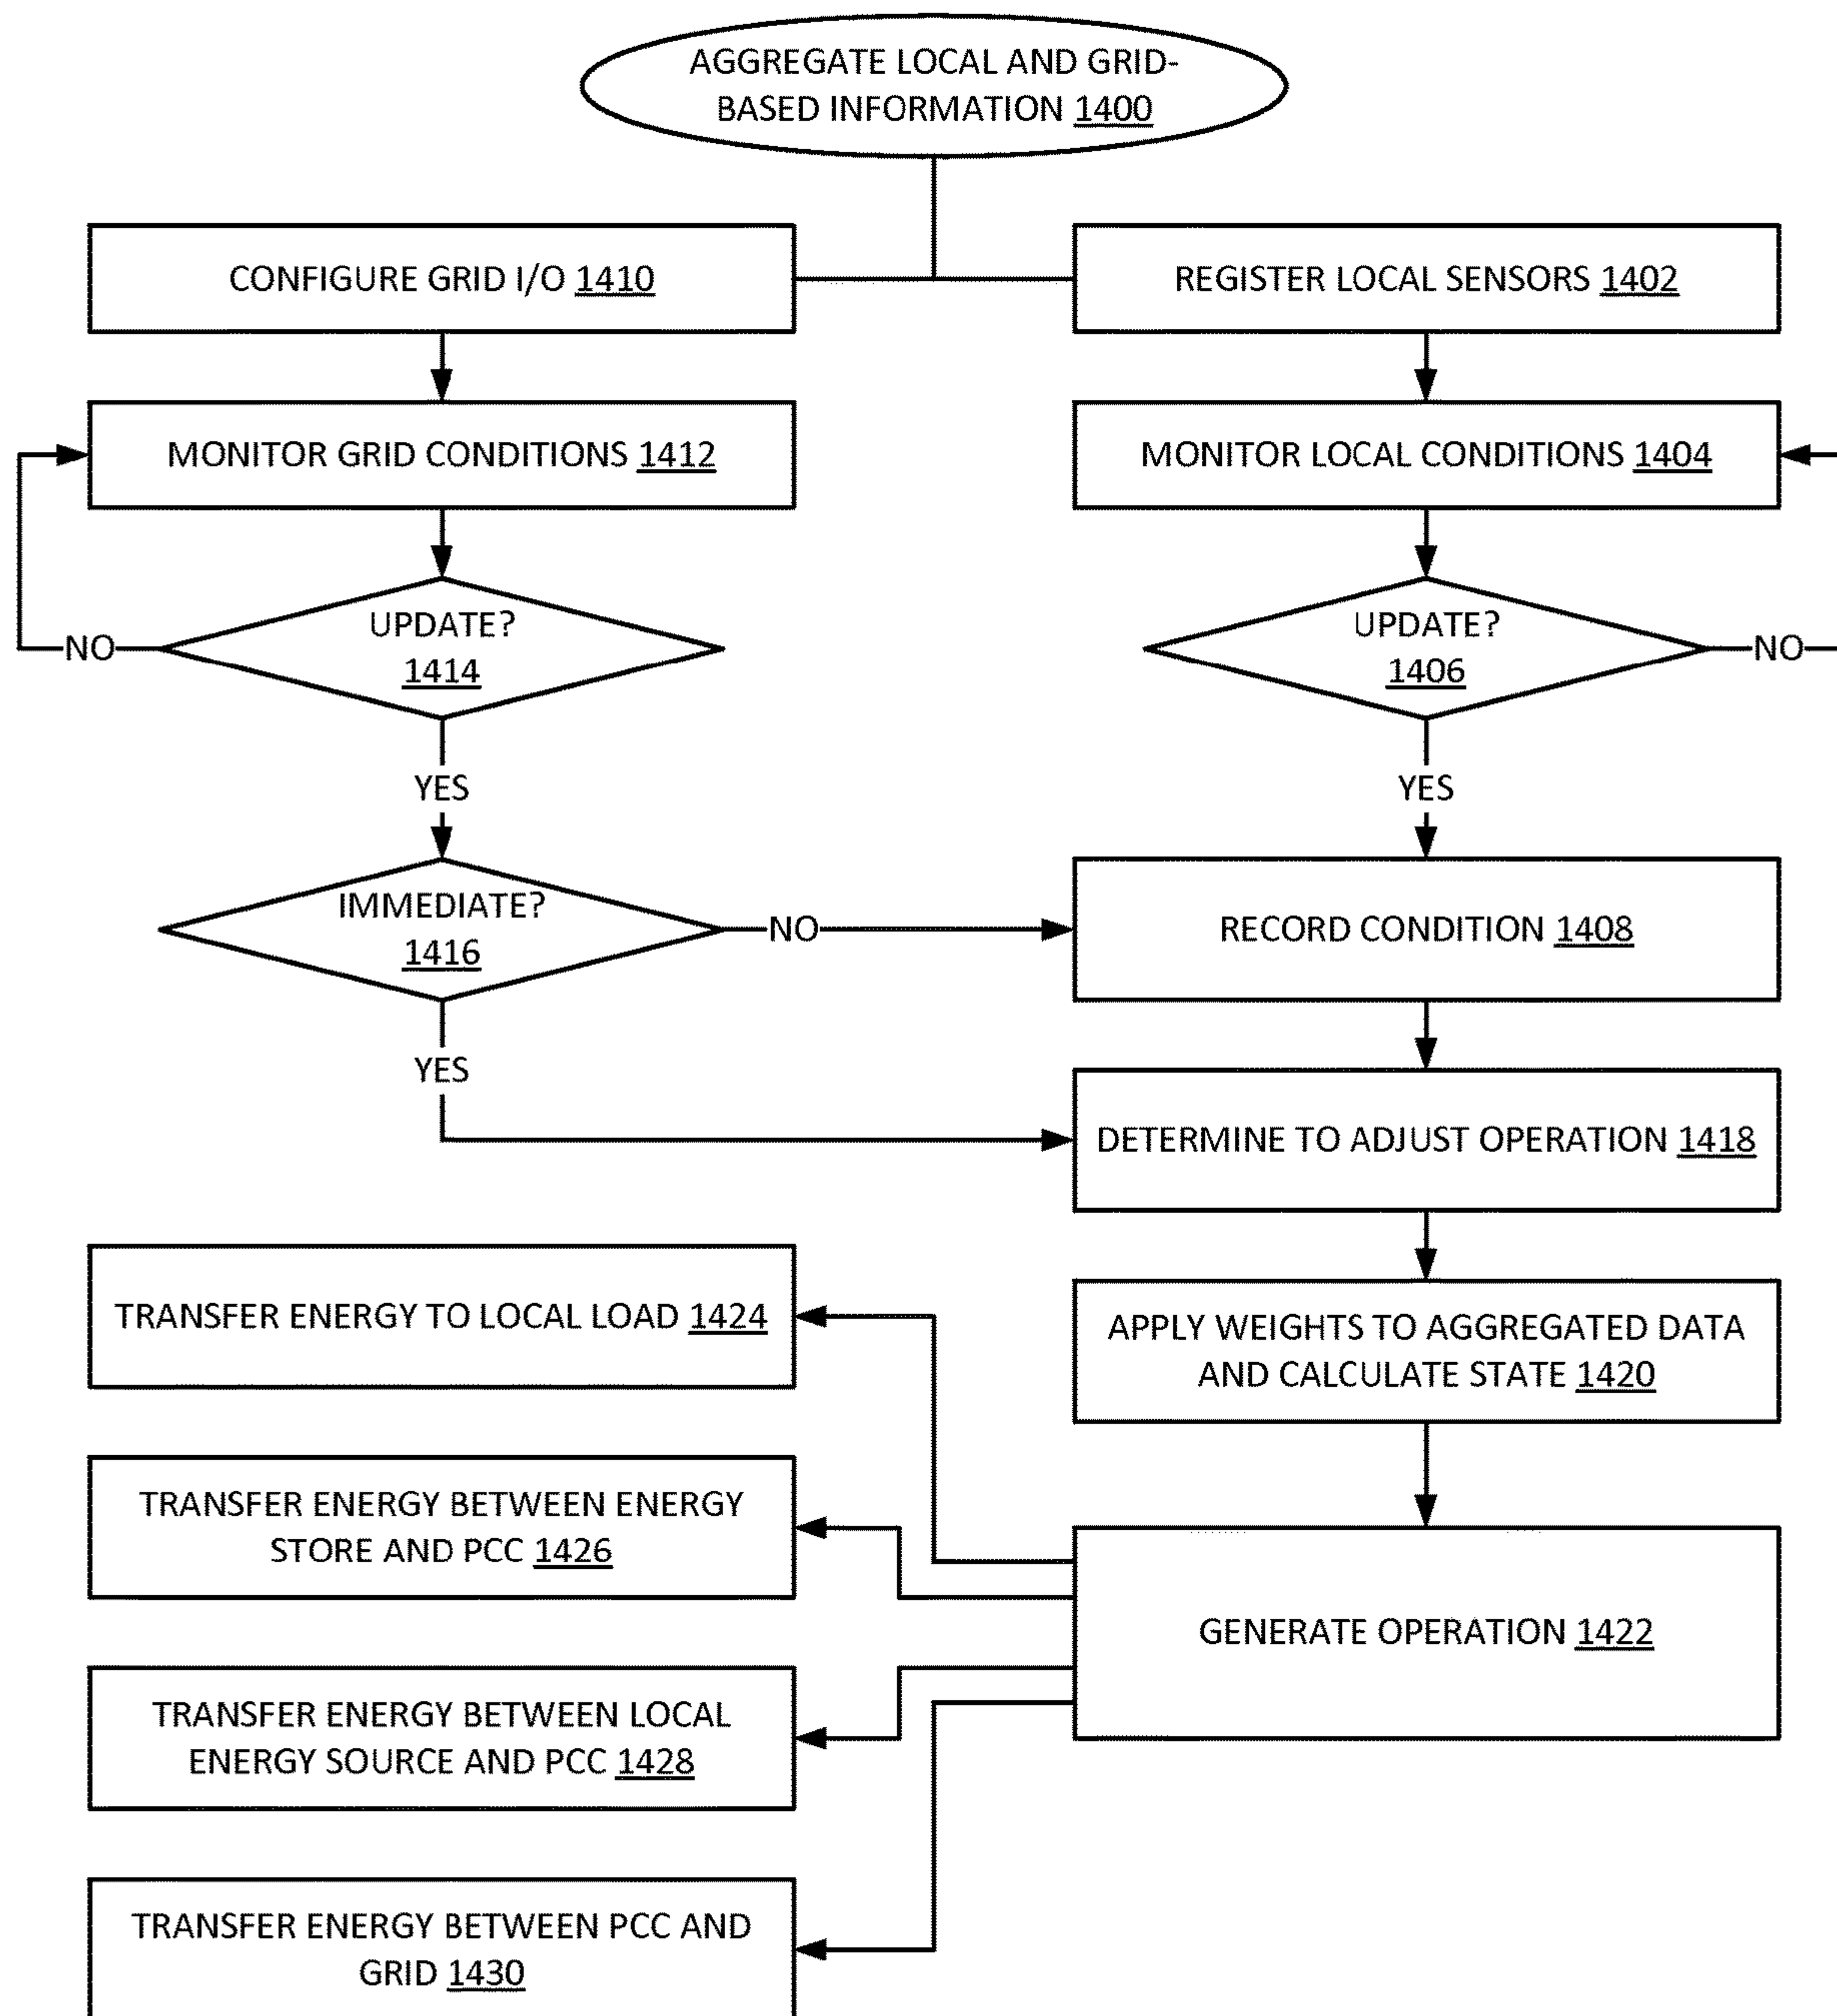 AGGREGATE LOCAL AND GRID-
BASED INFORMATION 1400
CONFIGURE GRID I/O 1410
REGISTER LOCAL SENSORS 1402
MONITOR GRID CONDITIONS 1412
MONITOR LOCAL CONDITIONS 1404
UPDATE?
1414
NO
UPDATE?
1406
NO
YES
YES
IMMEDIATE?
1416
NO
RECORD CONDITION 1408
YES
DETERMINE TO ADJUST OPERATION 1418
TRANSFER ENERGY TO LOCAL LOAD 1424
APPLY WEIGHTS TO AGGREGATED DATA
AND CALCULATE STATE 1420
TRANSFER ENERGY BETWEEN ENERGY
STORE AND PCC 1426
GENERATE OPERATION 1422
TRANSFER ENERGY BETWEEN LOCAL
ENERGY SOURCE AND PCC 1428
TRANSFER ENERGY BETWEEN PCC AND
GRID 1430